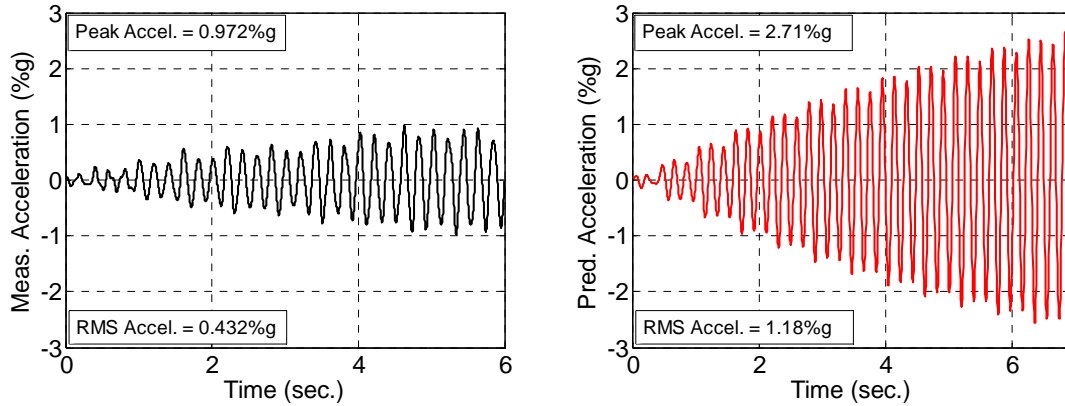 3
2
1
0
-1
-2
-3
Meas. Acceleration (%g)
Peak Accel. = 0.972%g
RMS Accel. = 0.432%g
0 2 4 6
Time (sec.)
3
2
1
0
-1
-2
-3
Pred. Acceleration (%g)
Peak Accel. = 2.71%g
RMS Accel. = 1.18%g
0 2 4 6
Time (sec.)